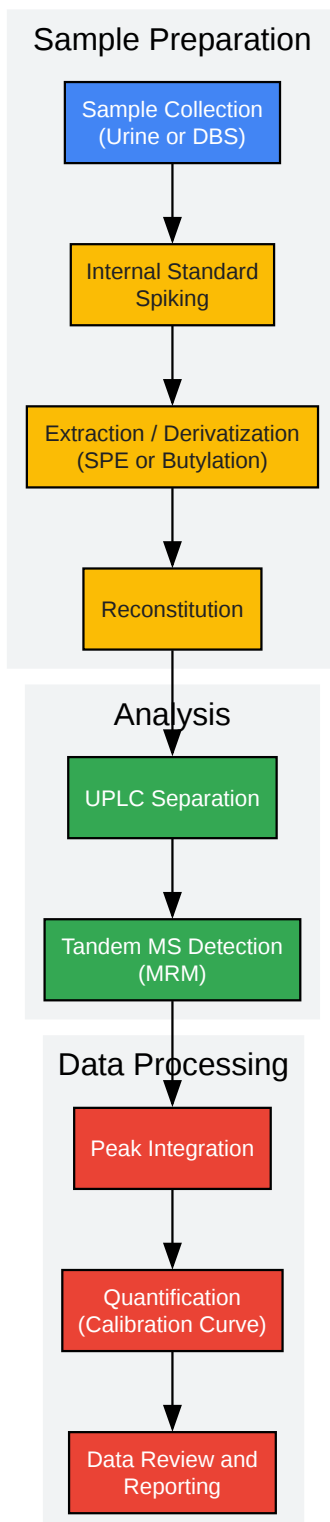 Sample Preparation
Sample Collection
(Urine or DBS)
Internal Standard
Spiking
Extraction / Derivatization
(SPE or Butylation)
Reconstitution
Analysis
UPLC Separation
Tandem MS Detection
(MRM)
Data Processing
Peak Integration
Quantification
(Calibration Curve)
Data Review and
Reporting